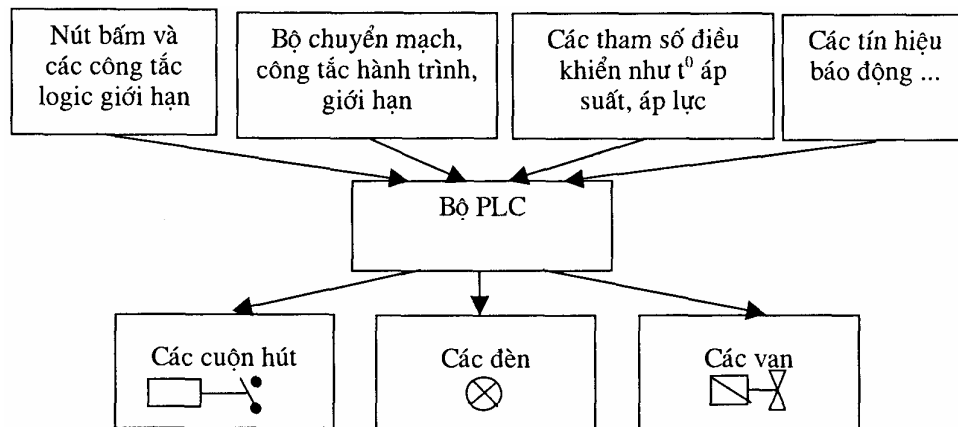 Nút bấm và
các công tắc
logic giới hạn
Bộ chuyển mạch,
công tắc hành trình,
giới hạn
Các tham số điều
khiển như t⁰ áp
suất, áp lực
Các tín hiệu
báo động ...
Bộ PLC
Các cuộn hút
Các đèn
Các van